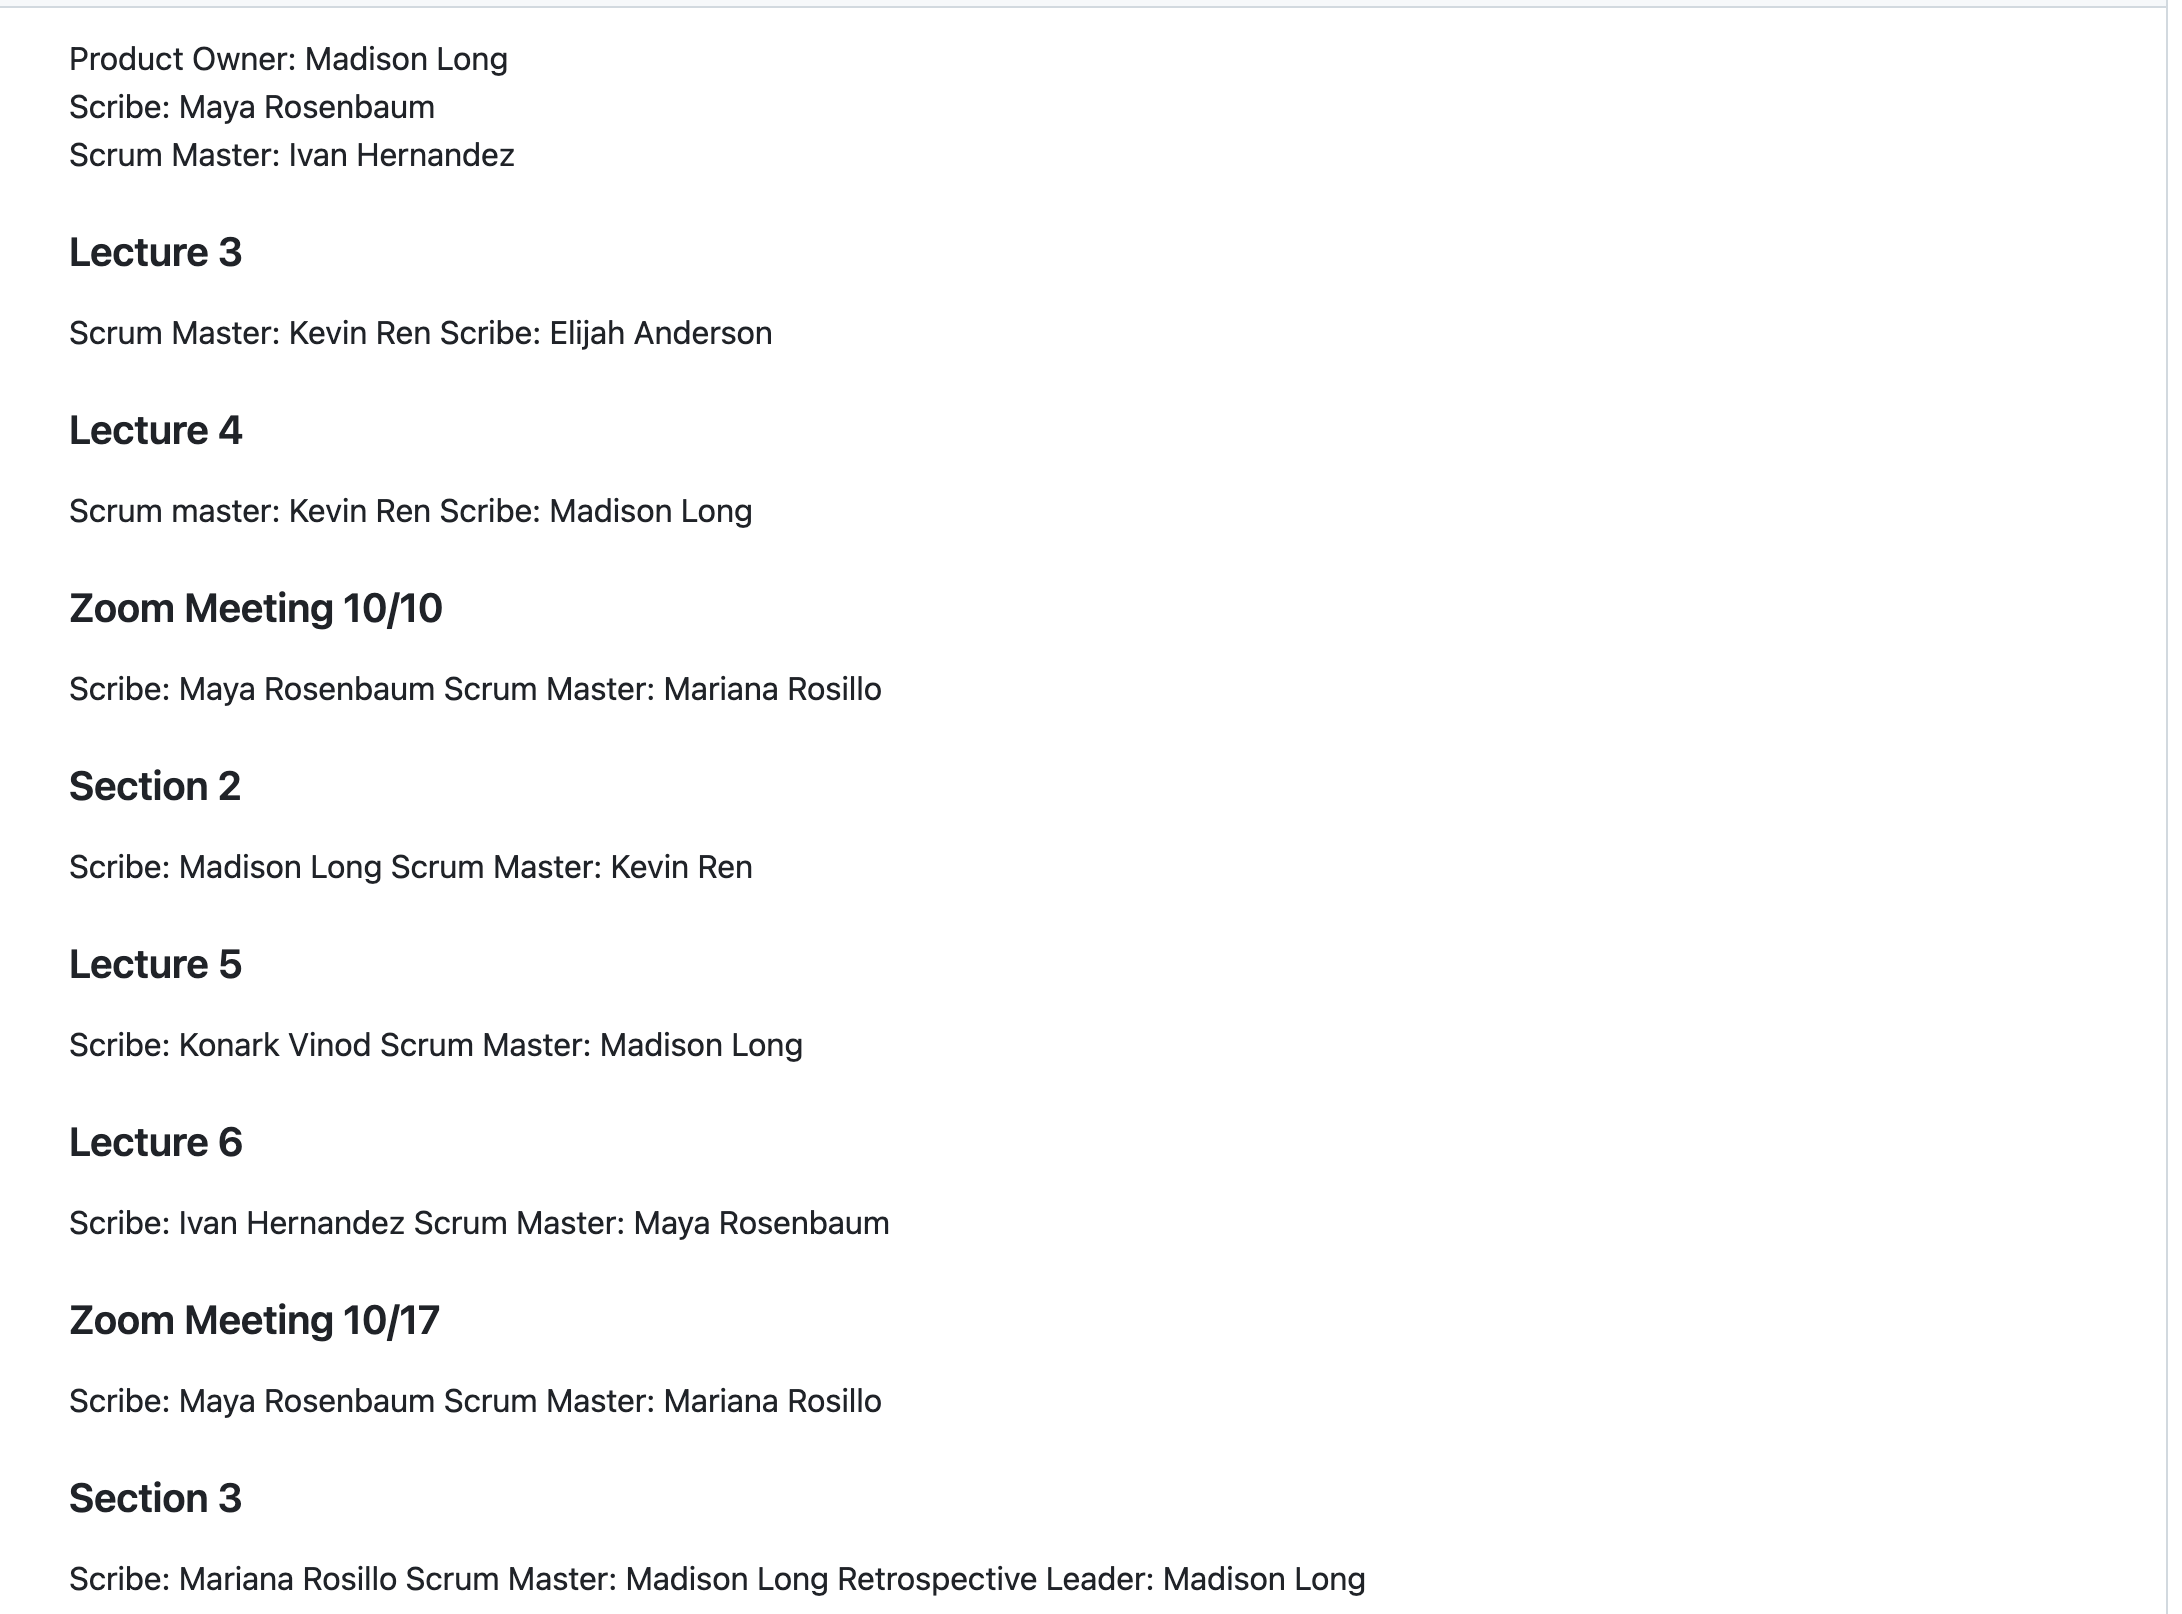 Product Owner: Madison Long
Scribe: Maya Rosenbaum
Scrum Master: Ivan Hernandez
Lecture 3
Scrum Master: Kevin Ren Scribe: Elijah Anderson
Lecture 4
Scrum master: Kevin Ren Scribe: Madison Long
Zoom Meeting 10/10
Scribe: Maya Rosenbaum Scrum Master: Mariana Rosillo
Section 2
Scribe: Madison Long Scrum Master: Kevin Ren
Lecture 5
Scribe: Konark Vinod Scrum Master: Madison Long
Lecture 6
Scribe: Ivan Hernandez Scrum Master: Maya Rosenbaum
Zoom Meeting 10/17
Scribe: Maya Rosenbaum Scrum Master: Mariana Rosillo
Section 3
Scribe: Mariana Rosillo Scrum Master: Madison Long Retrospective Leader: Madison Long